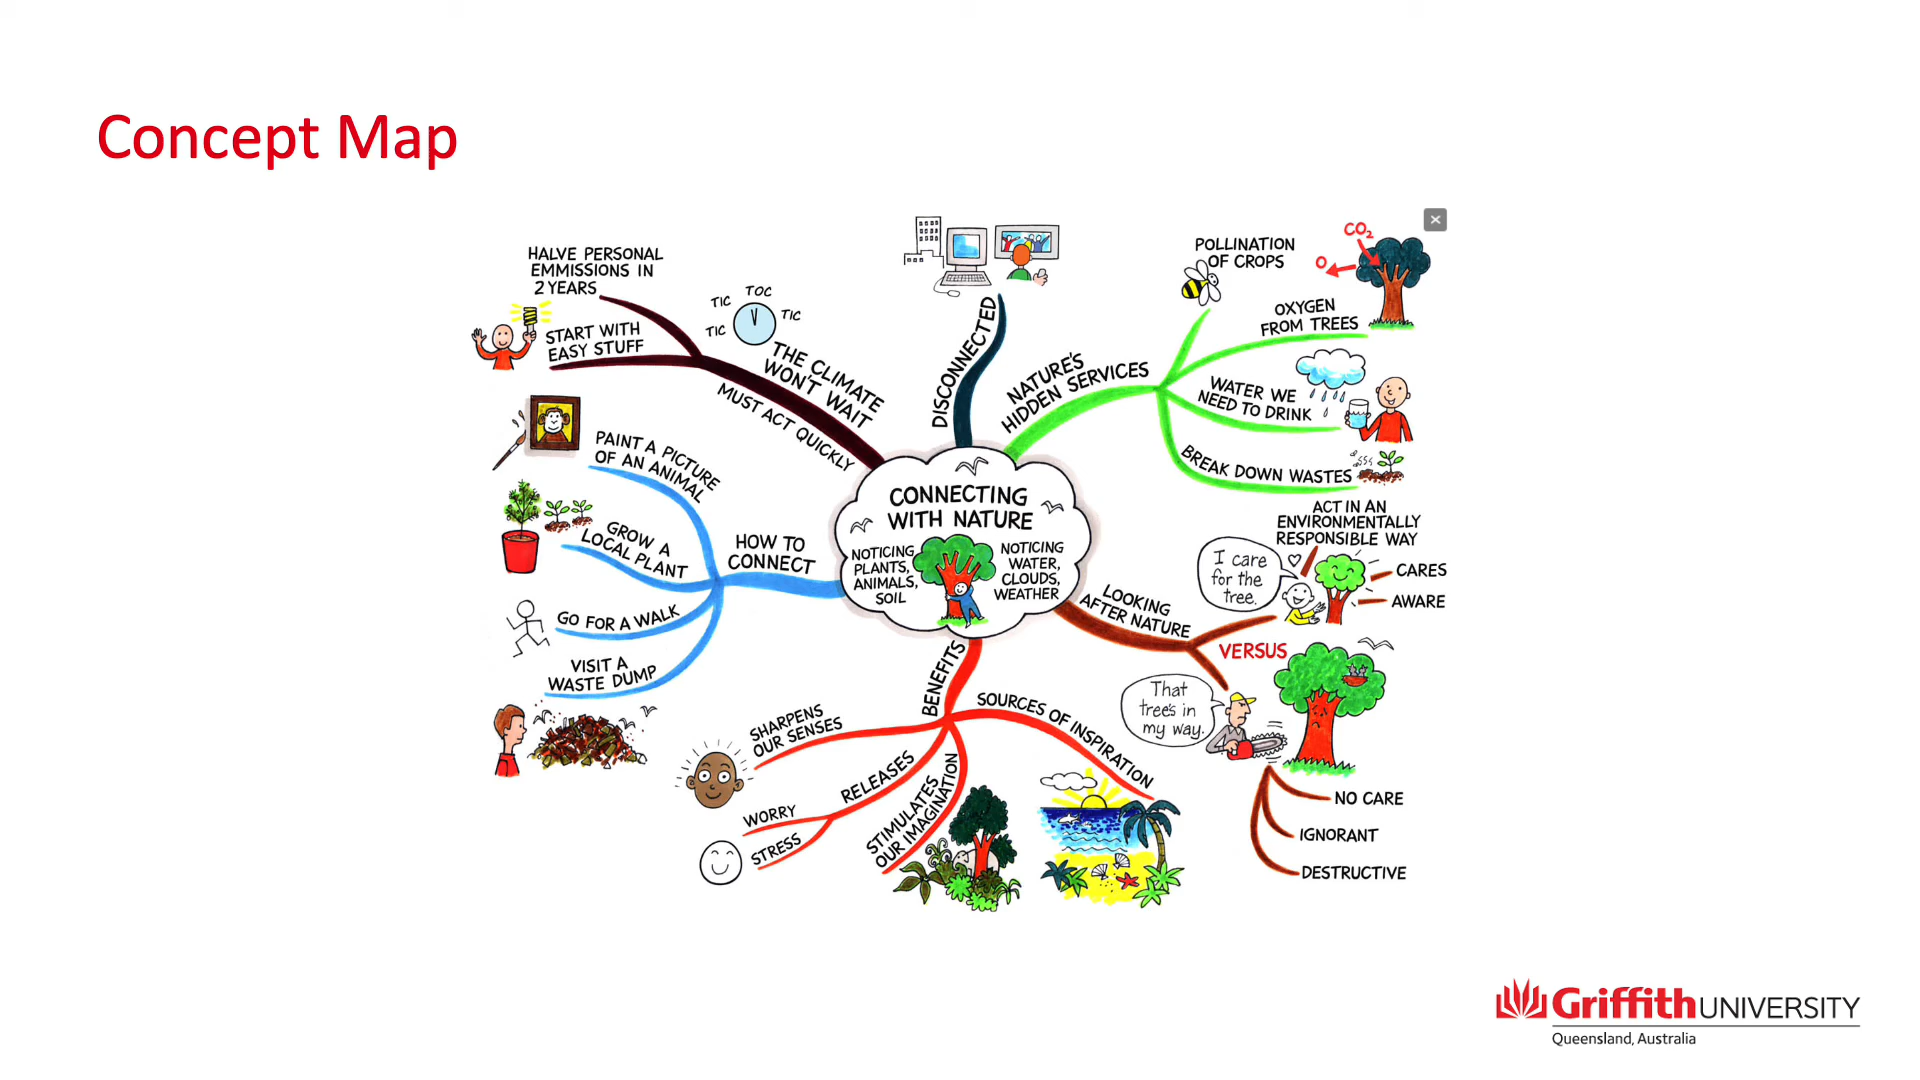 Concept Map
HALVE PERSONAL
EMMISSIONS IN
2 YEARS
START WITH
EASY STUFF
TIC
TIC
TOC
TIC
THE CLIMATE
WON'T WAIT
MUST ACT QUICKLY
DISCONNECTED
NATURE'S
HIDDEN SERVICES
POLLINATION
OF CROPS
CO2
O
OXYGEN
FROM TREES
WATER WE
NEED TO DRINK
BREAK DOWN WASTES
CONNECTING
WITH NATURE
NOTICING
PLANTS,
ANIMALS,
SOIL
NOTICING
WATER,
CLOUDS,
WEATHER
PAINT A PICTURE
OF AN ANIMAL
GROW A
LOCAL PLANT
HOW TO
CONNECT
GO FOR A WALK
VISIT A
WASTE DUMP
LOOKING
AFTER NATURE
ACT IN AN
ENVIRONMENTALLY
RESPONSIBLE WAY
I care
for the
tree.
CARES
AWARE
VERSUS
That
tree's in
my way.
NO CARE
IGNORANT
DESTRUCTIVE
BENEFITS
SHARPENS
OUR SENSES
RELEASES
WORRY
STRESS
STIMULATES
OUR IMAGINATION
SOURCES OF INSPIRATION
Griffith UNIVERSITY
Queensland, Australia